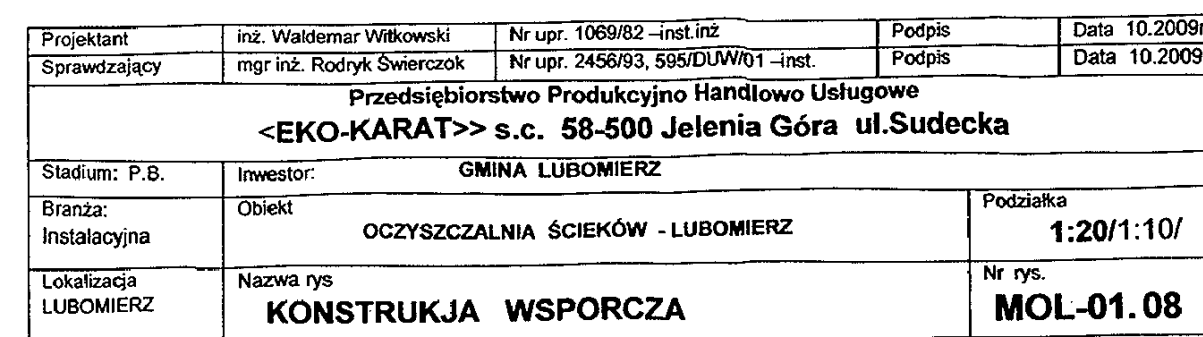 Projektant inż. Waldemar Witkowski Nr upr. 1069/82 –inst.inż Podpis Data 10.2009r
Sprawdzający mgr inż. Rodryk Świerczok Nr upr. 2456/93, 595/DUW/01 –inst. Podpis Data 10.2009
Przedsiębiorstwo Produkcyjno Handlowo Usługowe
<EKO-KARAT>> s.c. 58-500 Jelenia Góra ul.Sudecka
Stadium: P.B. Inwestor: GMINA LUBOMIERZ
Branża: Obiekt Podziałka
Instalacyjna OCZYSZCZALNIA ŚCIEKÓW - LUBOMIERZ 1:20/1:10/
Lokalizacja Nazwa rys Nr rys.
LUBOMIERZ KONSTRUKJA WSPORCZA MOL-01.08